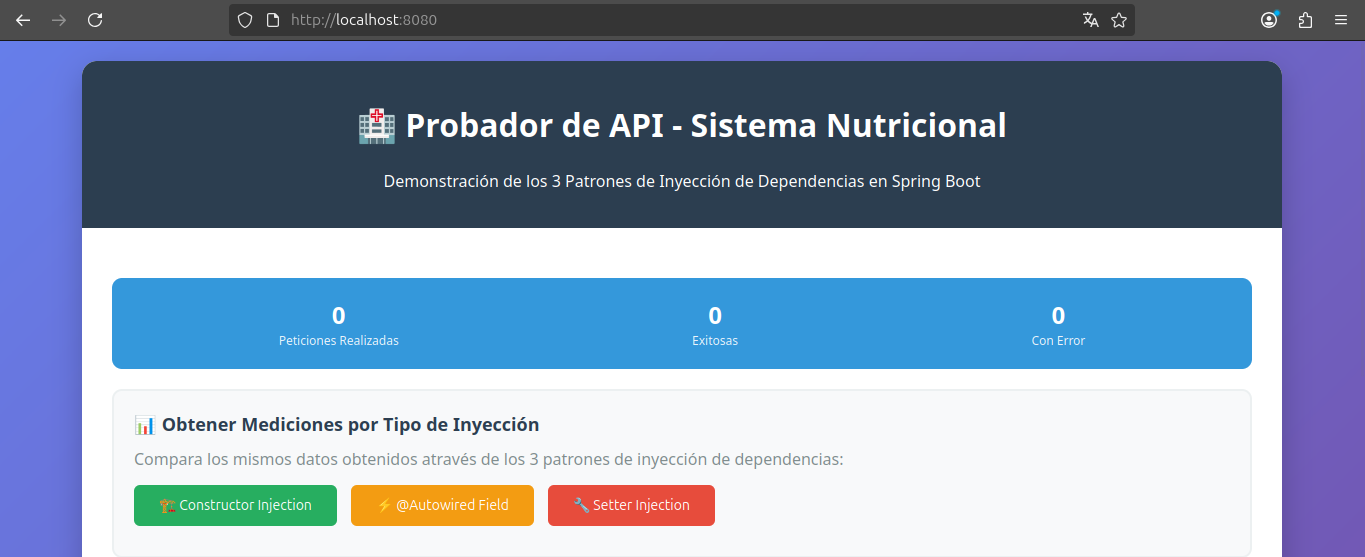 http://localhost:8080
Probador de API - Sistema Nutricional
Demonstración de los 3 Patrones de Inyección de Dependencias en Spring Boot
0 0 0
Peticiones Realizadas Exitosas Con Error
Obtener Mediciones por Tipo de Inyección
Compara los mismos datos obtenidos através de los 3 patrones de inyección de dependencias:
Constructor Injection @Autowired Field Setter Injection